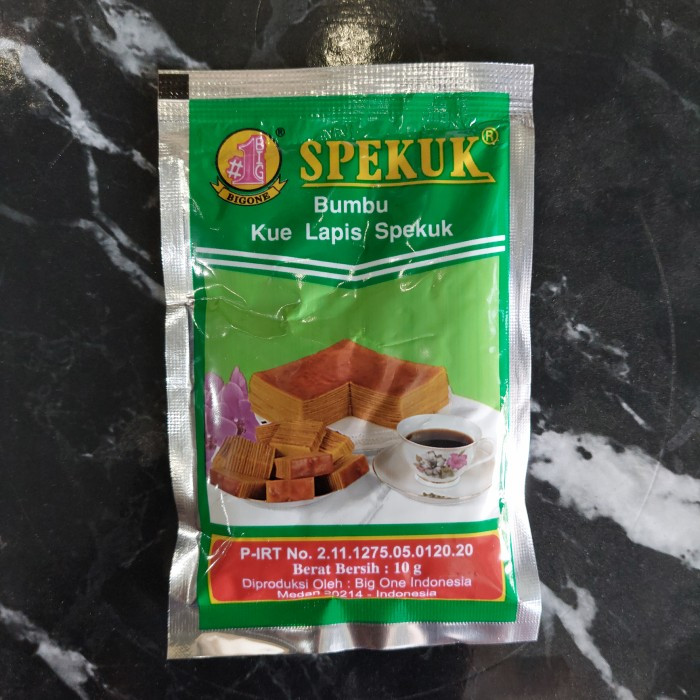 #1
BIG
BIGONE
®
SPEKUK®
Bumbu
Kue Lapis Spekuk
P-IRT No. 2.11.1275.05.0120.20
Berat Bersih : 10 g
Diproduksi Oleh : Big One Indonesia
Medan 20214 - Indonesia